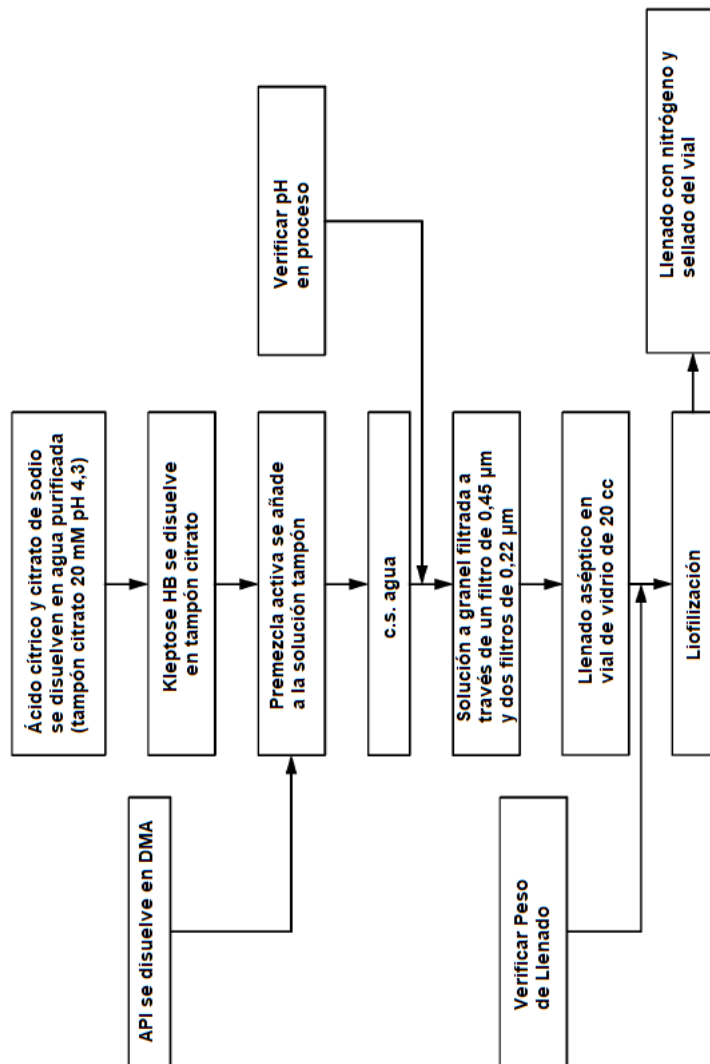 Ácido cítrico y citrato de sodio
se disuelven en agua purificada
(tampón citrato 20 mM pH 4,3)
API se disuelve en DMA
Kleptose HB se disuelve
en tampón citrato
Premezcla activa se añade
a la solución tampón
Verificar pH
en proceso
c.s. agua
Solución a granel filtrada a
través de un filtro de 0,45 µm
y dos filtros de 0,22 µm
Verificar Peso
de Llenado
Llenado aséptico en
vial de vidrio de 20 cc
Liofilización
Llenado con nitrógeno y
sellado del vial